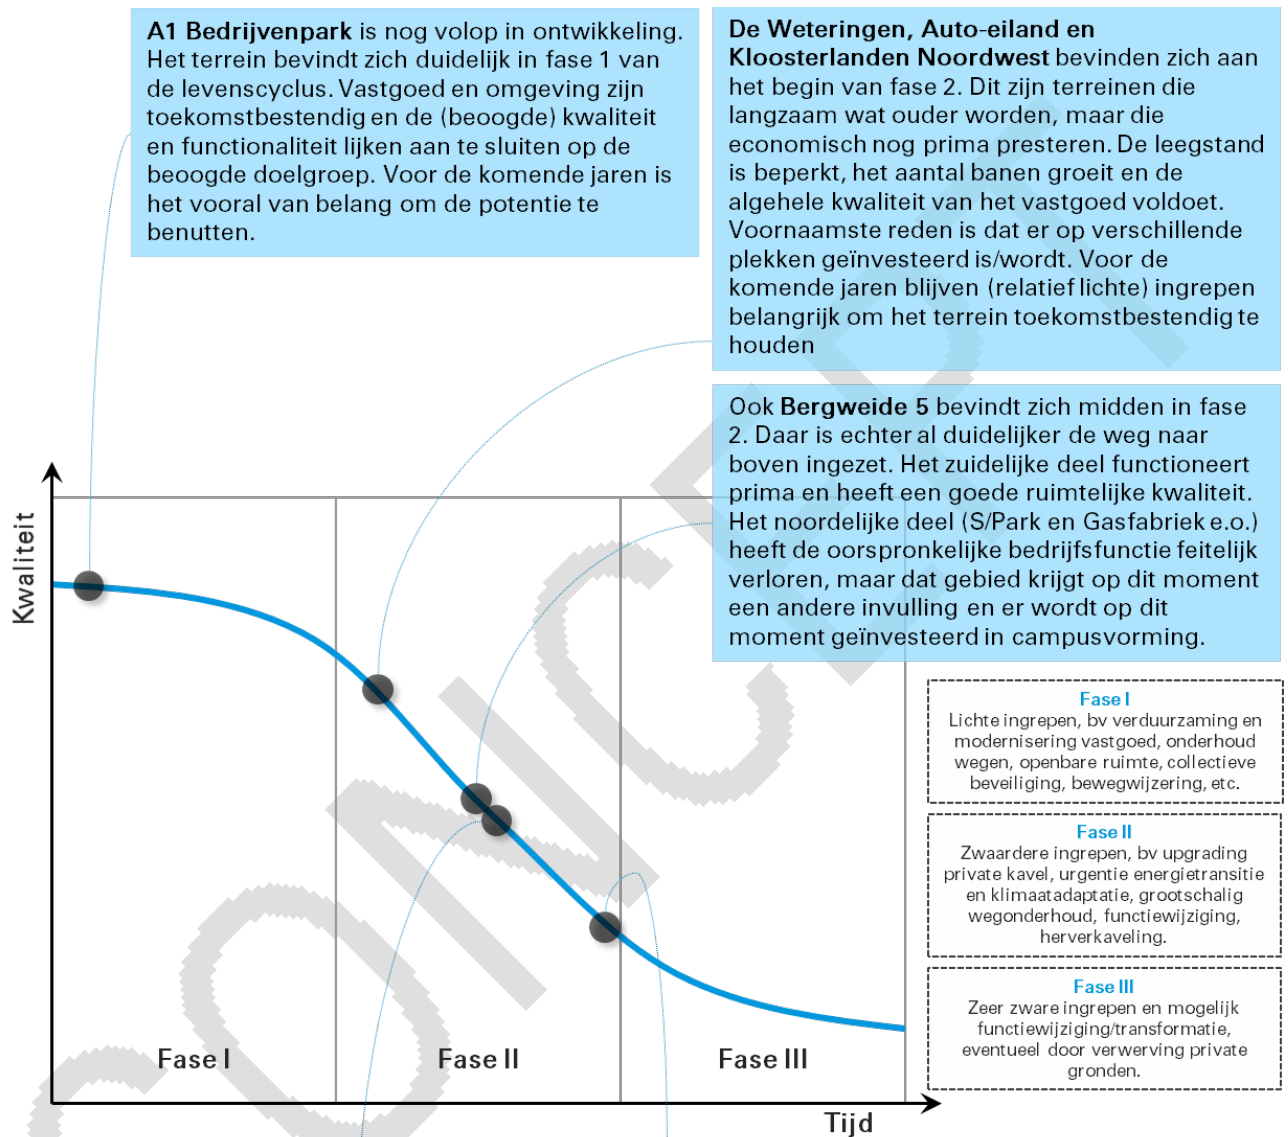 A1 Bedrijvenpark is nog volop in ontwikkeling.
Het terrein bevindt zich duidelijk in fase 1 van
de levenscyclus. Vastgoed en omgeving zijn
toekomstbestendig en de (beoogde) kwaliteit
en functionaliteit lijken aan te sluiten op de
beoogde doelgroep. Voor de komende jaren is
het vooral van belang om de potentie te
benutten.
De Weteringen, Auto-eiland en
Kloosterlanden Noordwest bevinden zich aan
het begin van fase 2. Dit zijn terreinen die
langzaam wat ouder worden, maar die
economisch nog prima presteren. De leegstand
is beperkt, het aantal banen groeit en de
algehele kwaliteit van het vastgoed voldoet.
Voornaamste reden is dat er op verschillende
plekken geïnvesteerd is/wordt. Voor de
komende jaren blijven (relatief lichte) ingrepen
belangrijk om het terrein toekomstbestendig te
houden
Ook Bergweide 5 bevindt zich midden in fase
2. Daar is echter al duidelijker de weg naar
boven ingezet. Het zuidelijke deel functioneert
prima en heeft een goede ruimtelijke kwaliteit.
Het noordelijke deel (S/Park en Gasfabriek e.o.)
heeft de oorspronkelijke bedrijfsfunctie feitelijk
verloren, maar dat gebied krijgt op dit moment
een andere invulling en er wordt op dit
moment geïnvesteerd in campusvorming.
Kwaliteit
Fase I
Lichte ingrepen, bv verduurzaming en
modernisering vastgoed, onderhoud
wegen, openbare ruimte, collectieve
beveiliging, bewegwijzering, etc.
Fase II
Zwaardere ingrepen, bv upgrading
private kavel, urgentie energietransitie
en klimaatadaptatie, grootschalig
wegonderhoud, functiewijziging,
herverkaveling.
Fase III
Zeer zware ingrepen en mogelijk
functiewijziging/transformatie,
eventueel door verwerving private
gronden.
Fase I
Fase II
Fase III
Tijd
CONCEPT